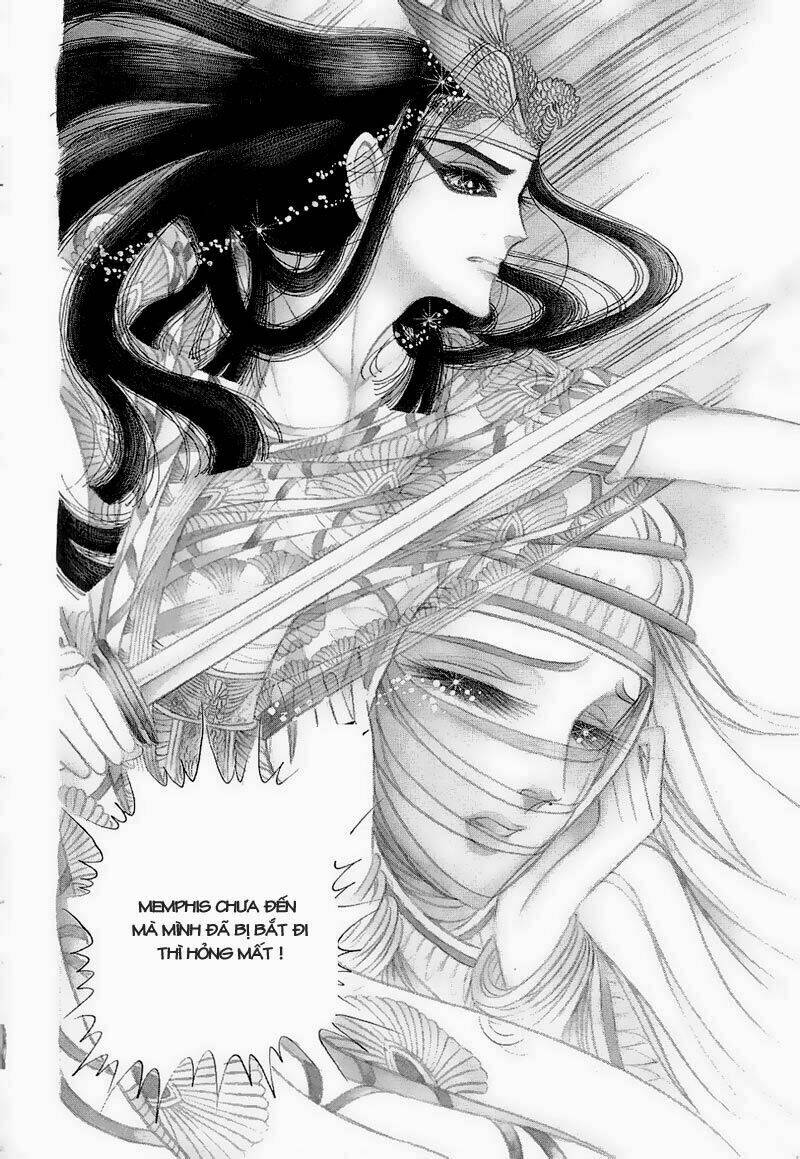 MEMPHIS CHƯA ĐẾN
MÀ MÌNH ĐÃ BỊ BẮT ĐI
THÌ HỎNG MẤT !